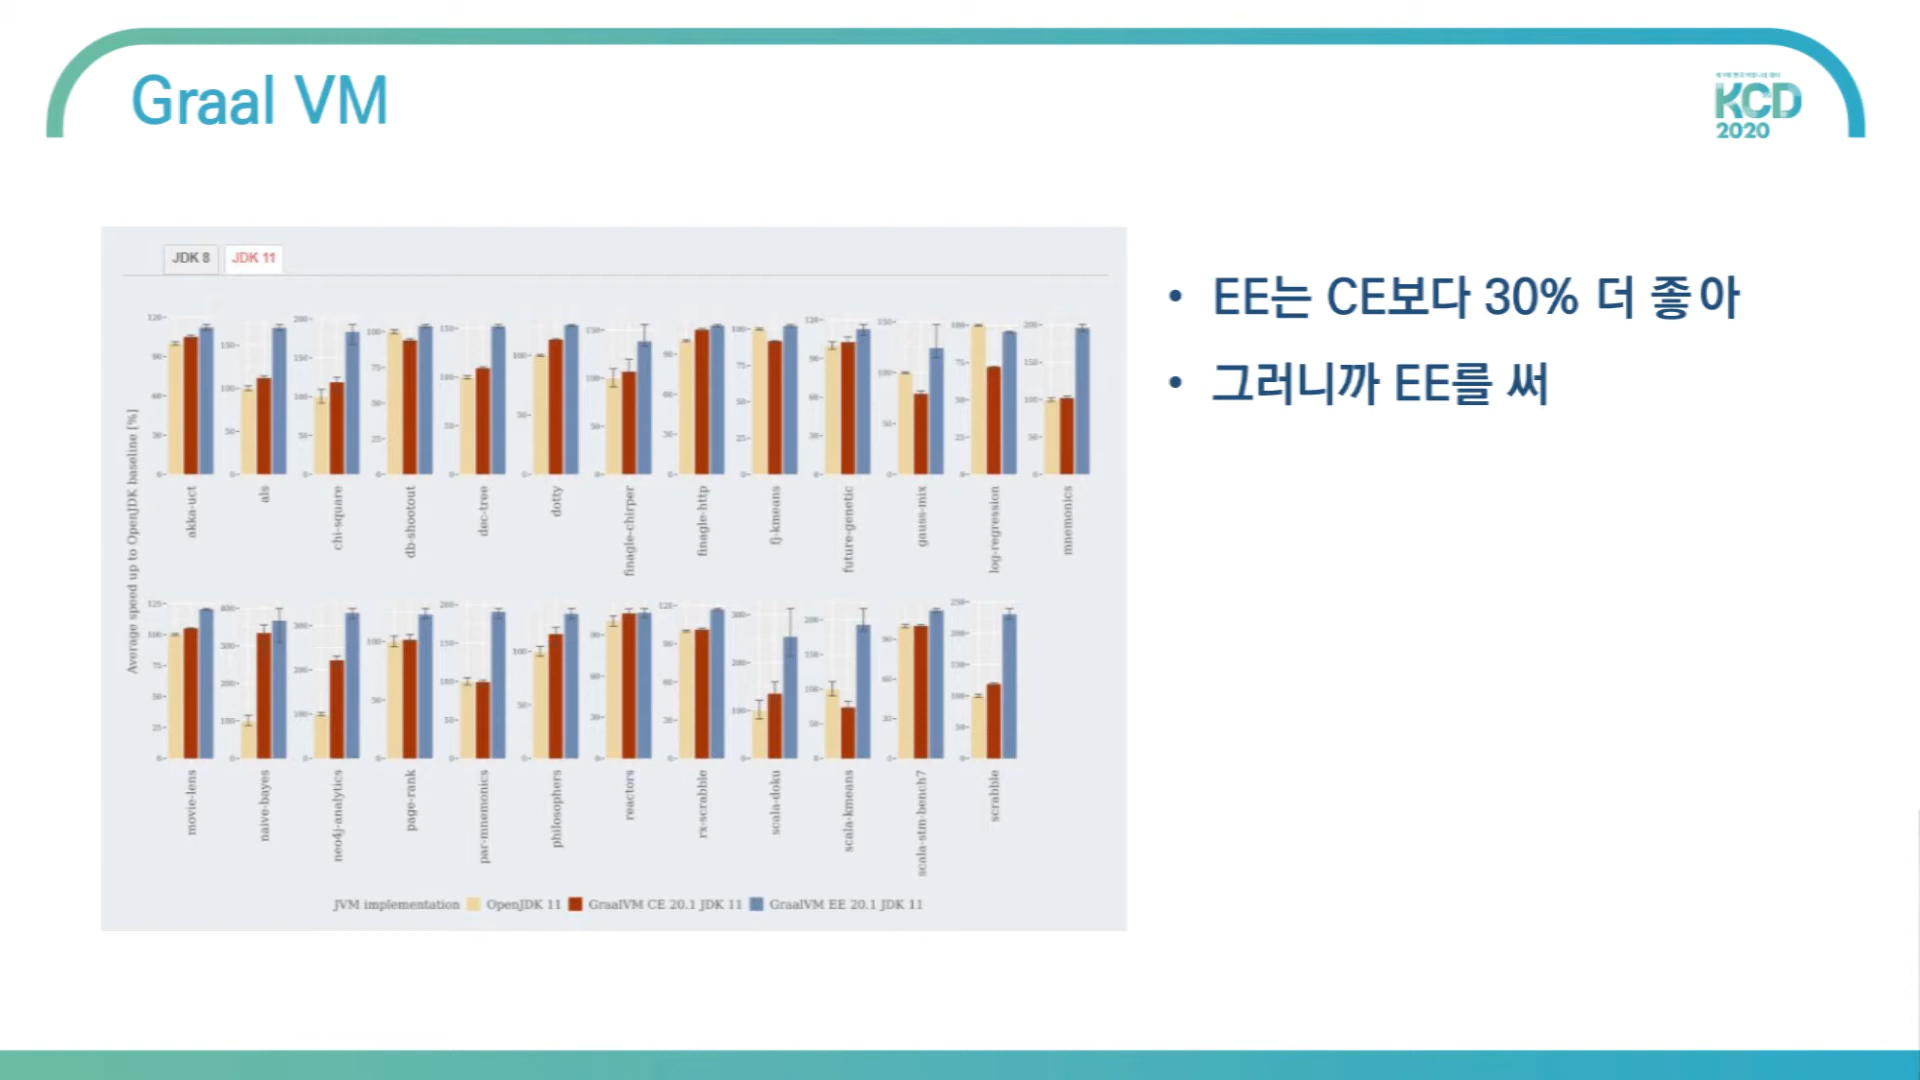 Graal VM
KCD
2020
JDK 8
JDK 11
EE는 CE보다 30% 더 좋아
그러니까 EE를 써
Average speed up to OpenJDK baseline [%]
akka-uct
als
chi-square
db-shootout
dec-tree
dotty
finagle-chirper
finagle-http
fj-kmeans
future-genetic
gauss-mix
log-regression
mnemonics
movie-lens
naive-bayes
neo4j-analytics
page-rank
par-mnemonics
philosophers
reactors
rx-scrabble
scala-doku
scala-kmeans
scala-stm-bench7
scrabble
JVM implementation OpenJDK 11 GraalVM CE 20.1 JDK 11 GraalVM EE 20.1 JDK 11